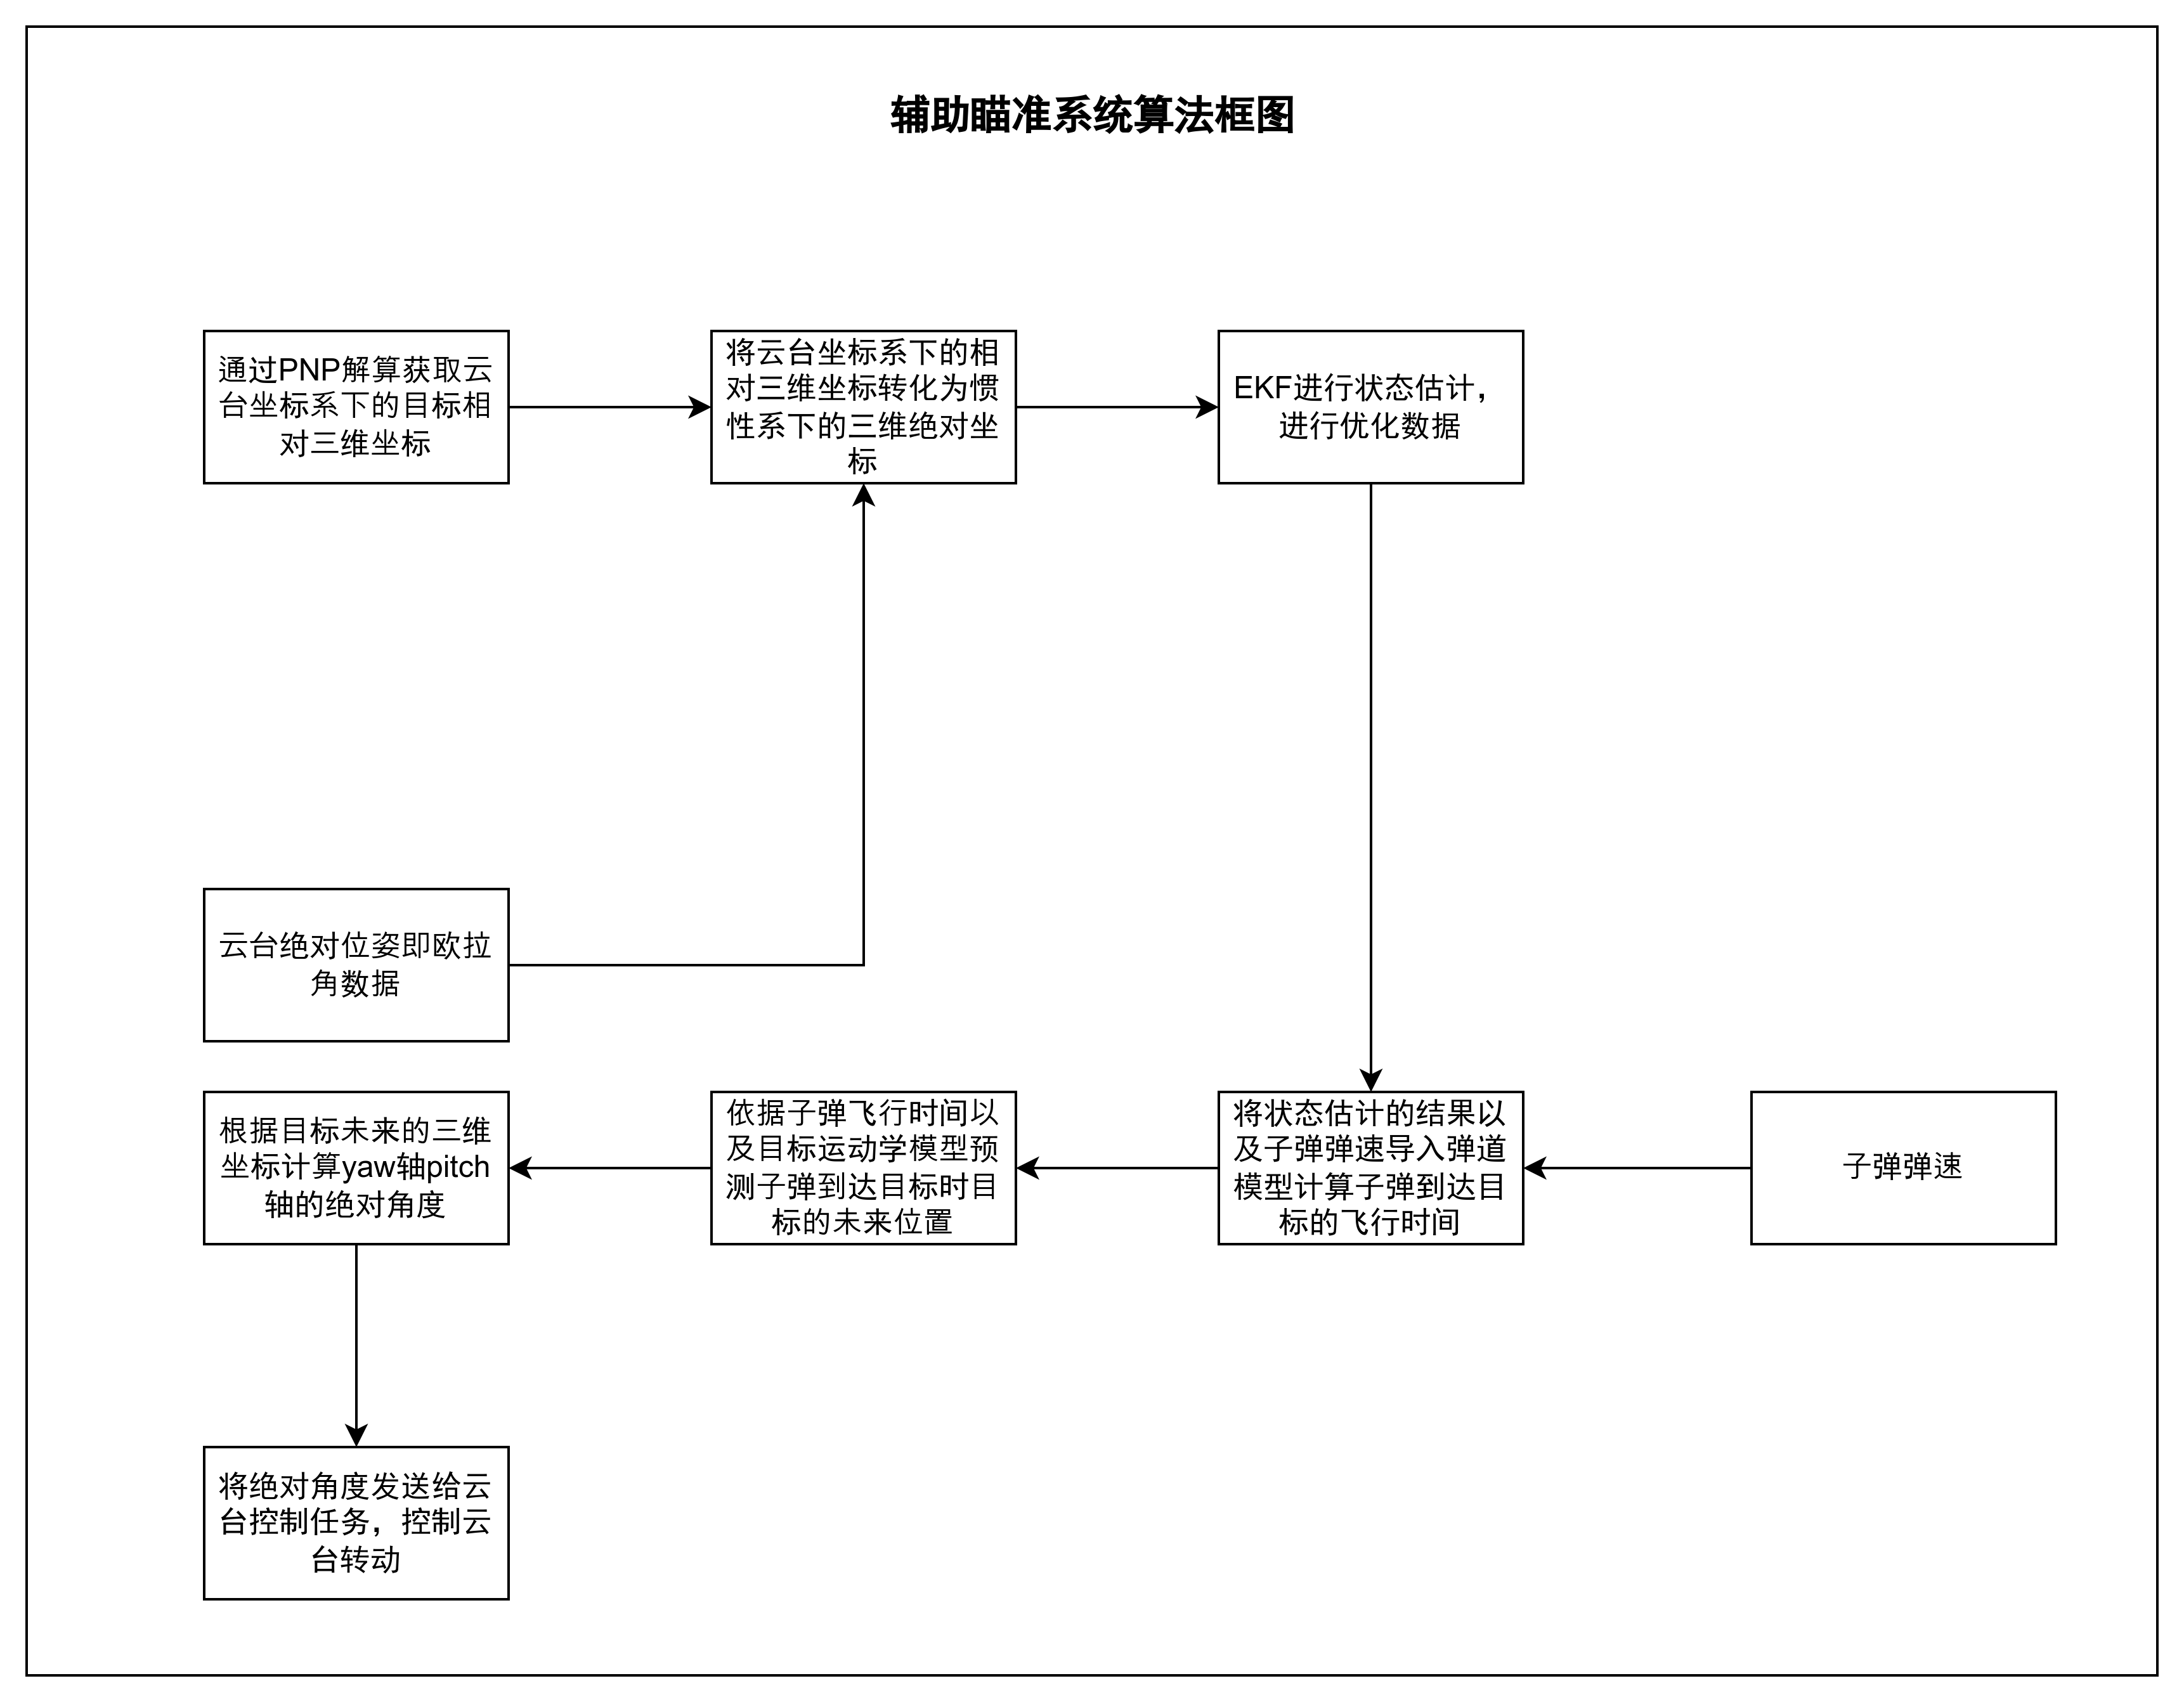 辅助瞄准系统算法框图
通过PNP解算获取云
台坐标系下的目标相
对三维坐标
将云台坐标系下的相
对三维坐标转化为惯
性系下的三维绝对坐
标
EKF进行状态估计，
进行优化数据
云台绝对位姿即欧拉
角数据
根据目标未来的三维
坐标计算yaw轴pitch
轴的绝对角度
依据子弹飞行时间以
及目标运动学模型预
测子弹到达目标时目
标的未来位置
将状态估计的结果以
及子弹弹速导入弹道
模型计算子弹到达目
标的飞行时间
子弹弹速
将绝对角度发送给云
台控制任务，控制云
台转动